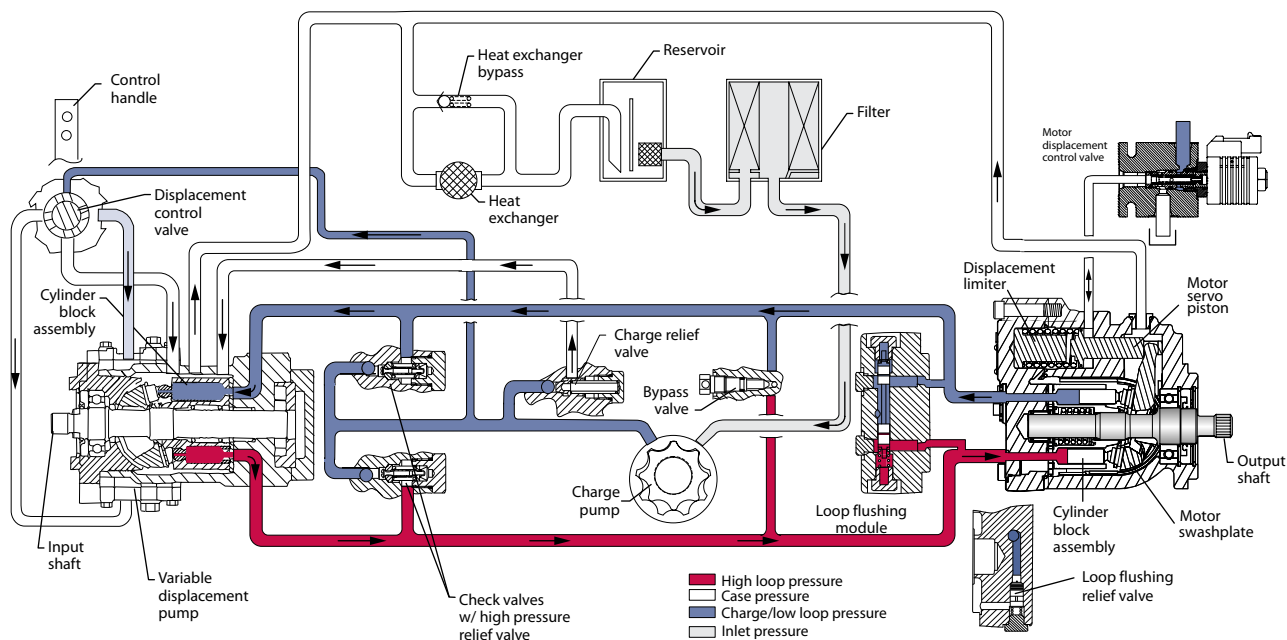 Control
handle
Heat exchanger
bypass
Reservoir
Filter
Motor
displacement
control valve
Displacement
control
valve
Heat
exchanger
Cylinder
block
assembly
Displacement
limiter
Motor
servo
piston
Charge relief
valve
Bypass
valve
Charge
pump
Loop flushing
module
Output
shaft
Cylinder
block
assembly
Motor
swashplate
Loop flushing
relief valve
Input
shaft
Variable
displacement
pump
Check valves
w/ high pressure
relief valve
High loop pressure
Case pressure
Charge/low loop pressure
Inlet pressure